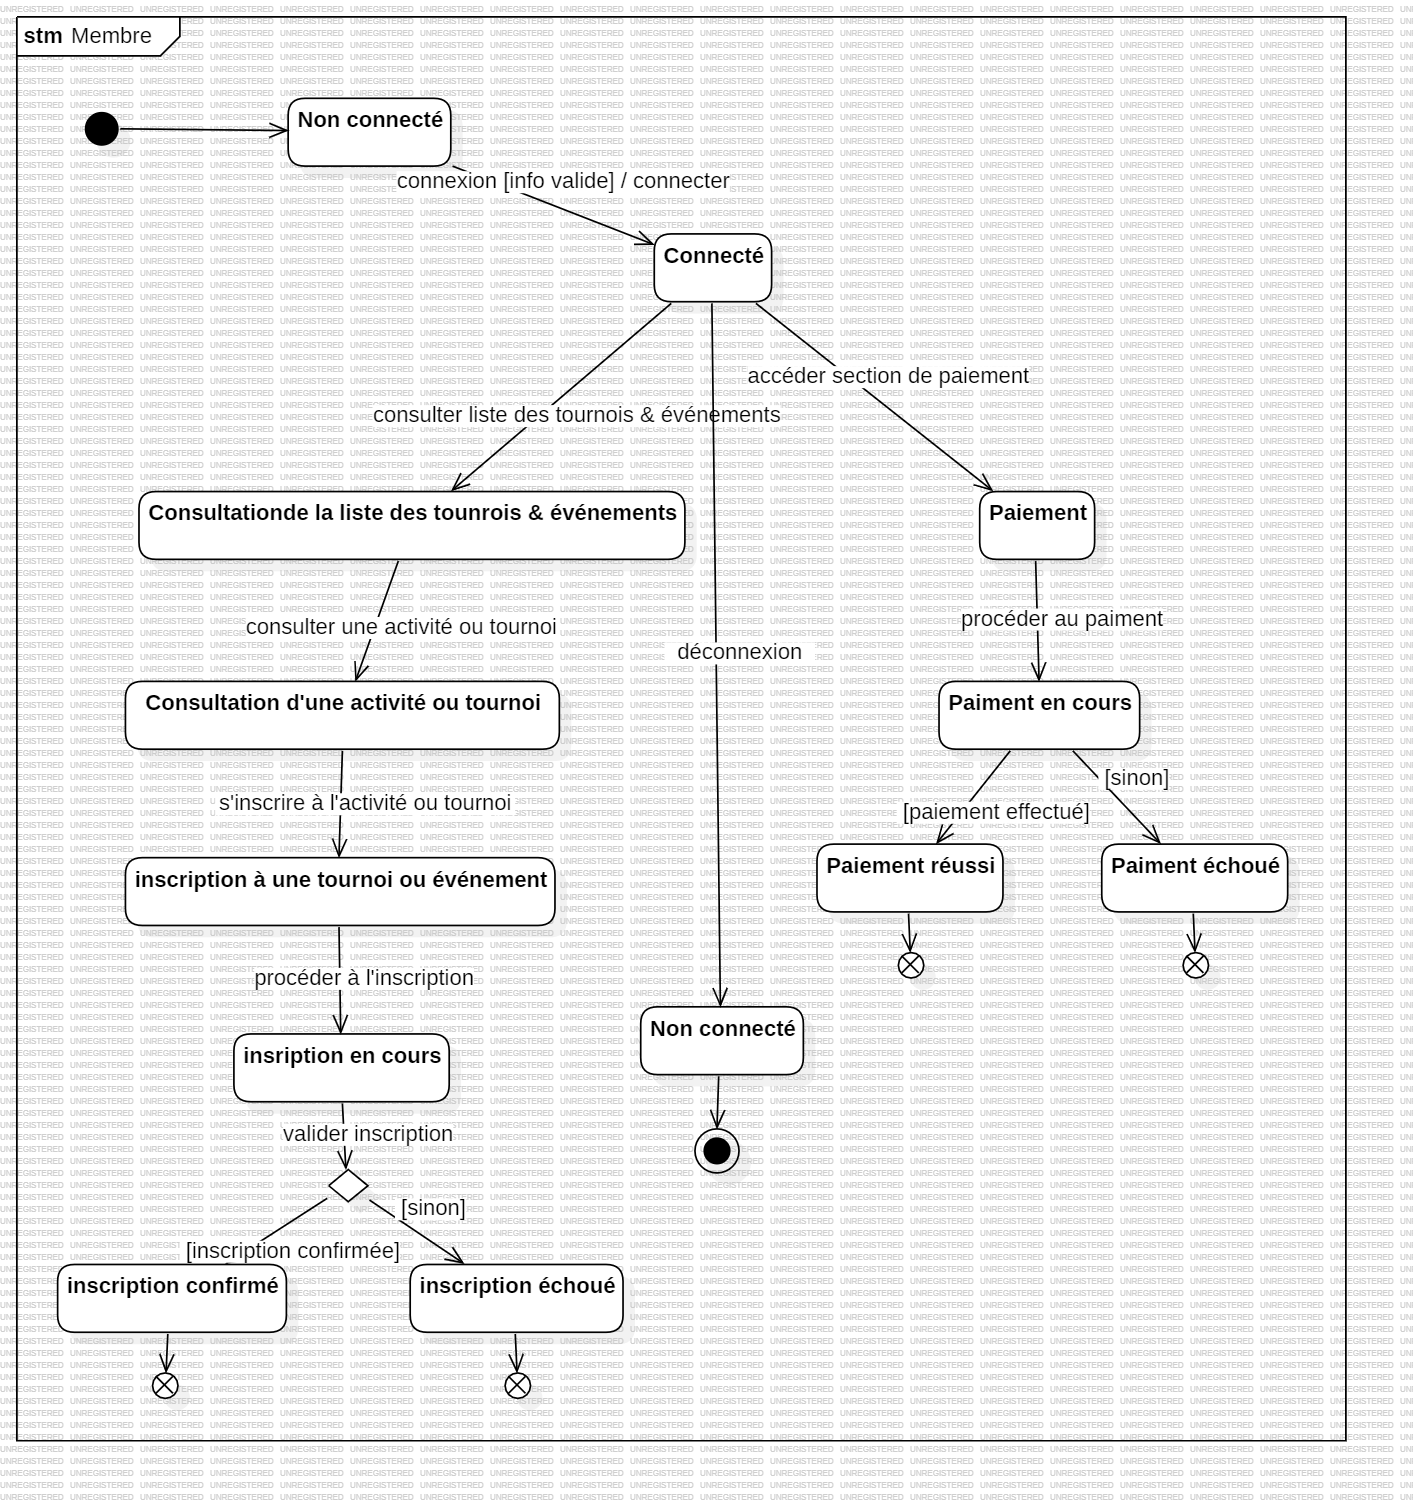 stm Membre
Non connecté
connexion [info valide] / connecter
Connecté
accéder section de paiement
consulter liste des tournois & événements
Consultationde la liste des tounrois & événements
Paiement
consulter une activité ou tournoi
procéder au paiment
déconnexion
Consultation d'une activité ou tournoi
Paiment en cours
[sinon]
s'inscrire à l'activité ou tournoi
[paiement effectué]
inscription à une tournoi ou événement
Paiement réussi
Paiment échoué
procéder à l'inscription
Non connecté
insription en cours
valider inscription
[sinon]
[inscription confirmée]
inscription confirmé
inscription échoué
UNREGISTERED